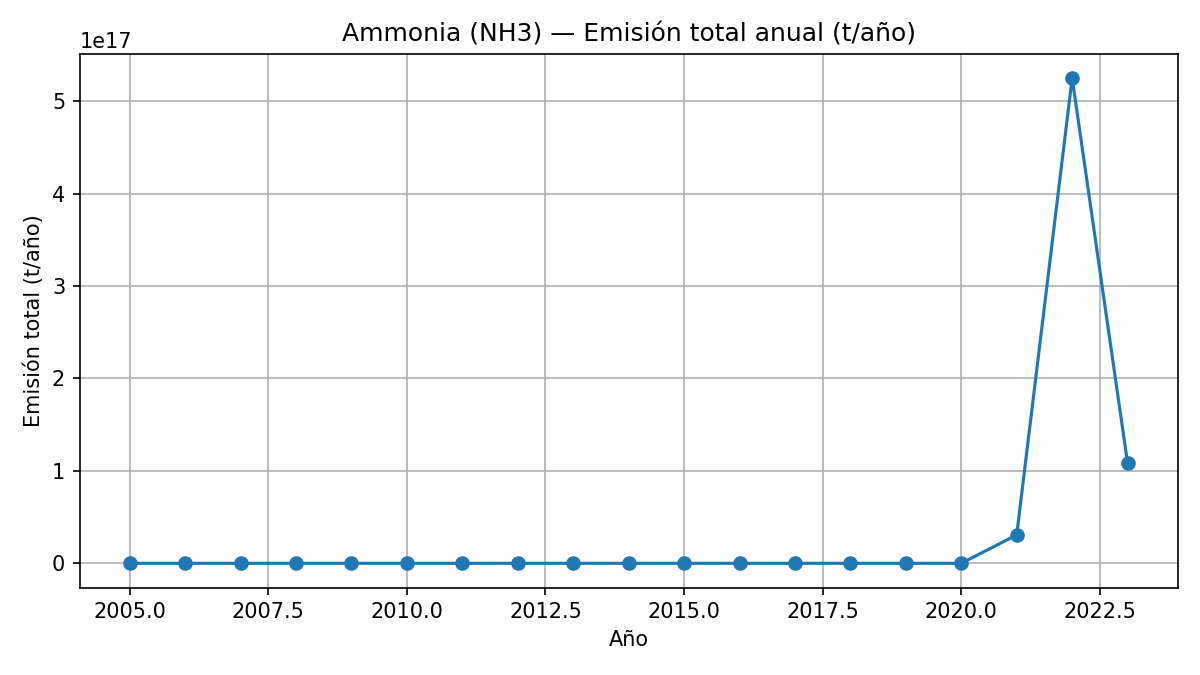 Ammonia (NH3) — Emisión total anual (t/año)
1e17
5
4
3
2
1
0
Emisión total (t/año)
2005.0 2007.5 2010.0 2012.5 2015.0 2017.5 2020.0 2022.5
Año